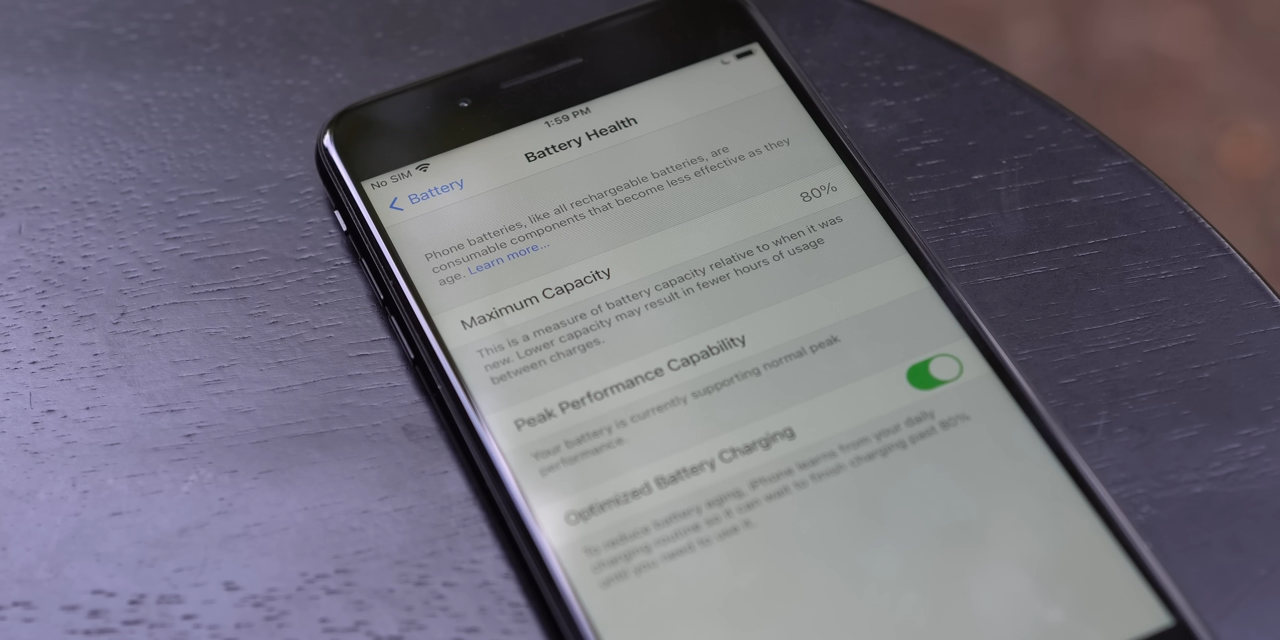 1:59 PM
No SIM
Battery
Battery Health
Phone batteries, like all rechargeable batteries, are
consumable components that become less effective as they
age. Learn more...
Maximum Capacity 80%
This is a measure of battery capacity relative to when it was
new. Lower capacity may result in fewer hours of usage
between charges.
Peak Performance Capability
Your battery is currently supporting normal peak
performance.
Optimized Battery Charging
To reduce battery aging, iPhone learns from your daily
charging routine so it can wait to finish charging past 80%
until you need to use it.